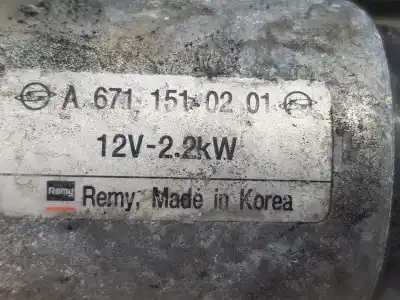 A 671 151 02 01
12V-2.2kW
Remy Remy, Made in Korea